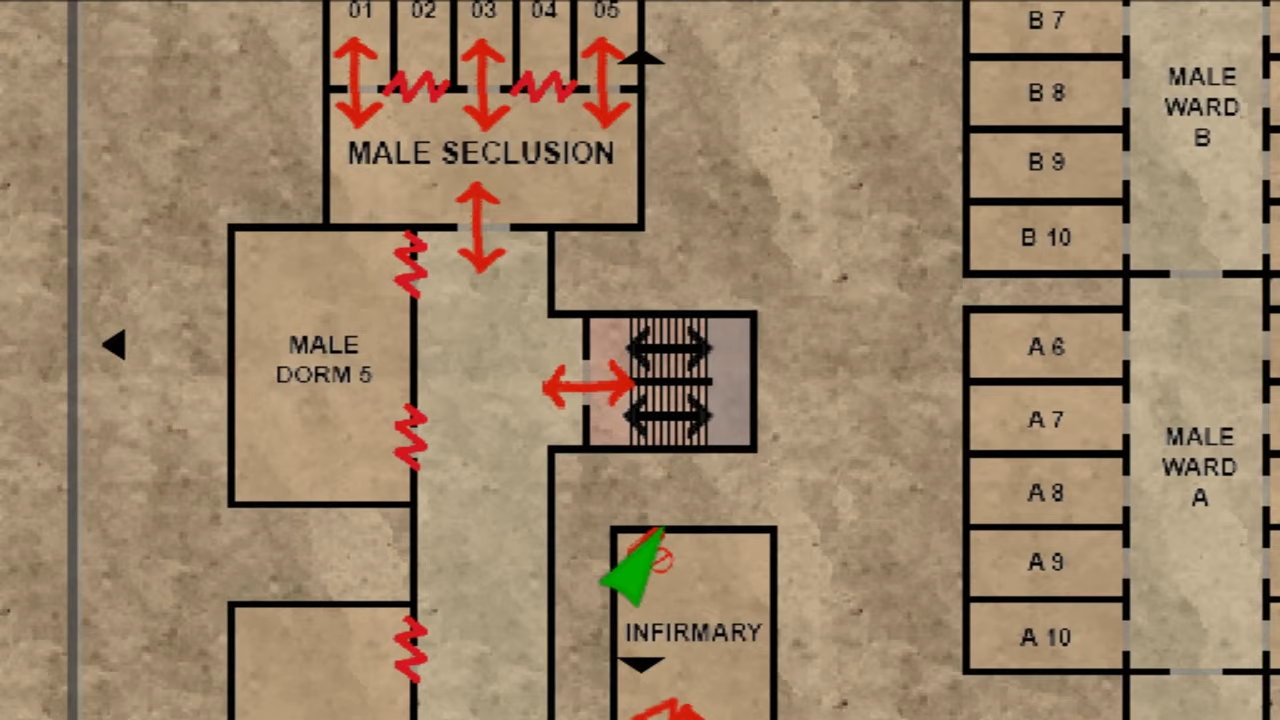 01 02 03 04 05
MALE SECLUSION
MALE
DORM 5
INFIRMARY
B 7
B 8
B 9
B 10
MALE
WARD
B
A 6
A 7
A 8
A 9
A 10
MALE
WARD
A